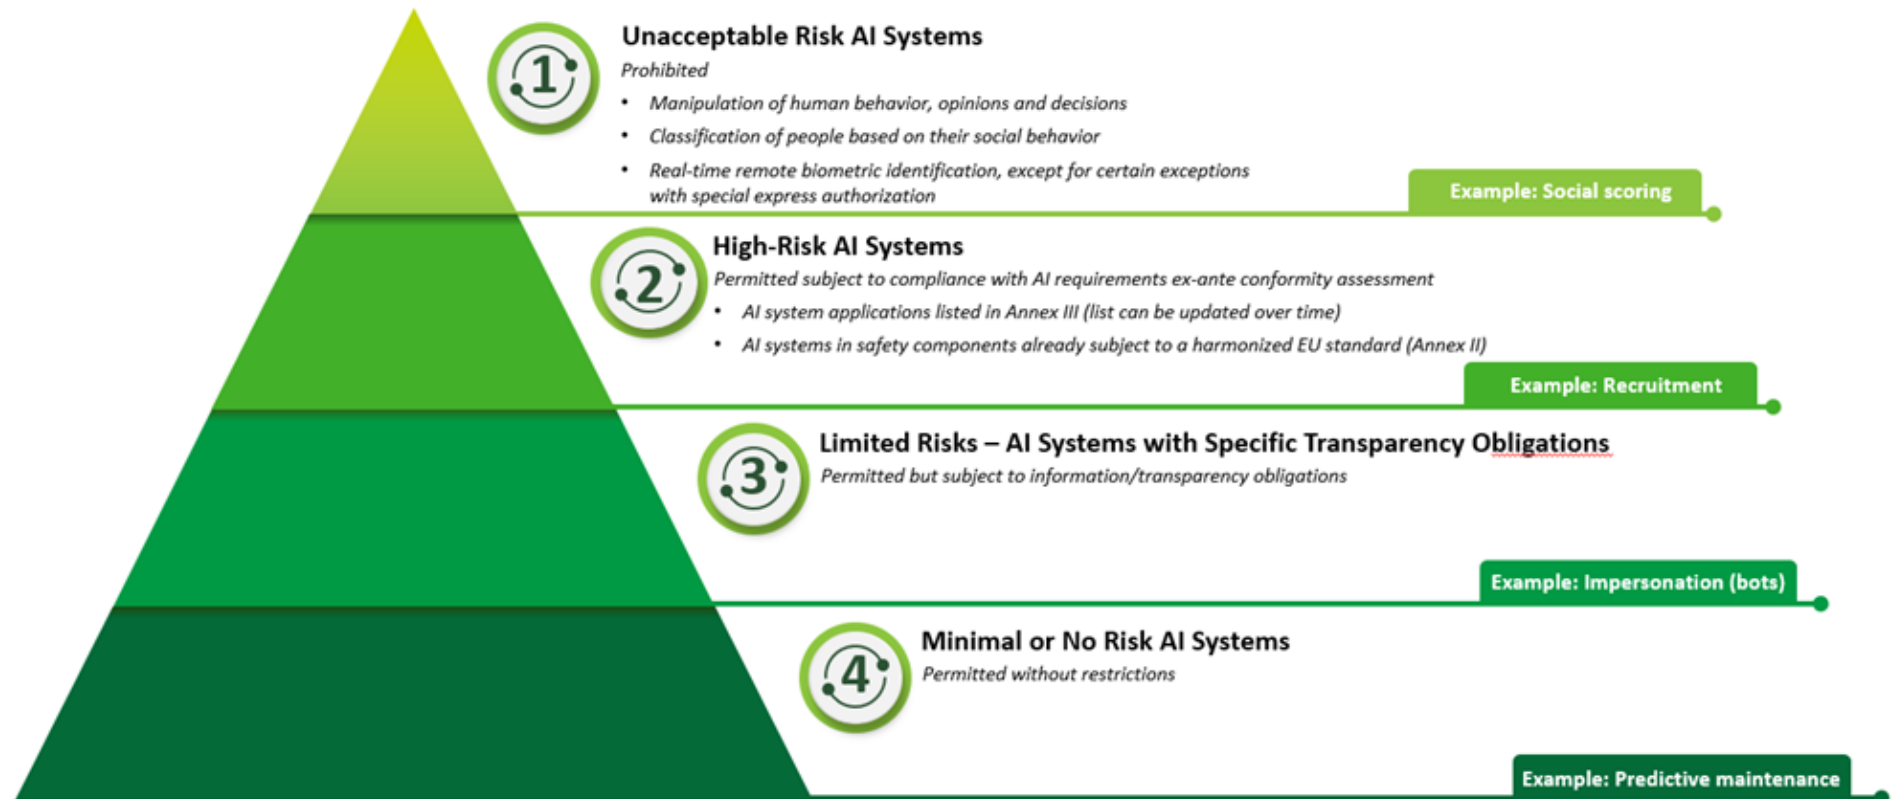 1
Unacceptable Risk AI Systems
Prohibited
• Manipulation of human behavior, opinions and decisions
• Classification of people based on their social behavior
• Real-time remote biometric identification, except for certain exceptions
with special express authorization
Example: Social scoring
2
High-Risk AI Systems
Permitted subject to compliance with AI requirements ex-ante conformity assessment
• AI system applications listed in Annex III (list can be updated over time)
• AI systems in safety components already subject to a harmonized EU standard (Annex II)
Example: Recruitment
3
Limited Risks – AI Systems with Specific Transparency Obligations
Permitted but subject to information/transparency obligations
Example: Impersonation (bots)
4
Minimal or No Risk AI Systems
Permitted without restrictions
Example: Predictive maintenance